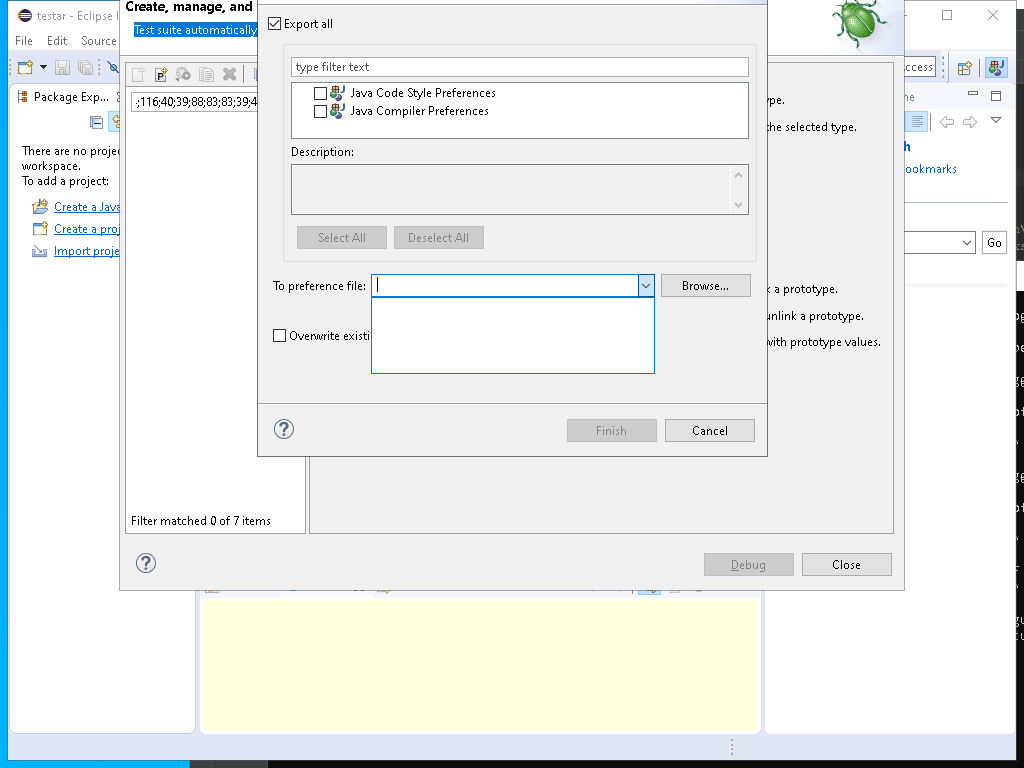 testar - Eclipse I
File Edit Source
Create, manage, and
Test suite automatically
Export all
type filter text
Java Code Style Preferences
Java Compiler Preferences
Description:
Select All
Deselect All
To preference file:
Browse...
Overwrite existi
Finish
Cancel
Package Exp...
There are no projec
workspace.
To add a project:
Create a Java
Create a proj
Import proje
;116;40;39;88;83;83;39;4
Filter matched 0 of 7 items
ype.
the selected type.
k a prototype.
unlink a prototype.
with prototype values.
Debug
Close
ccess
ne
h
ookmarks
Go